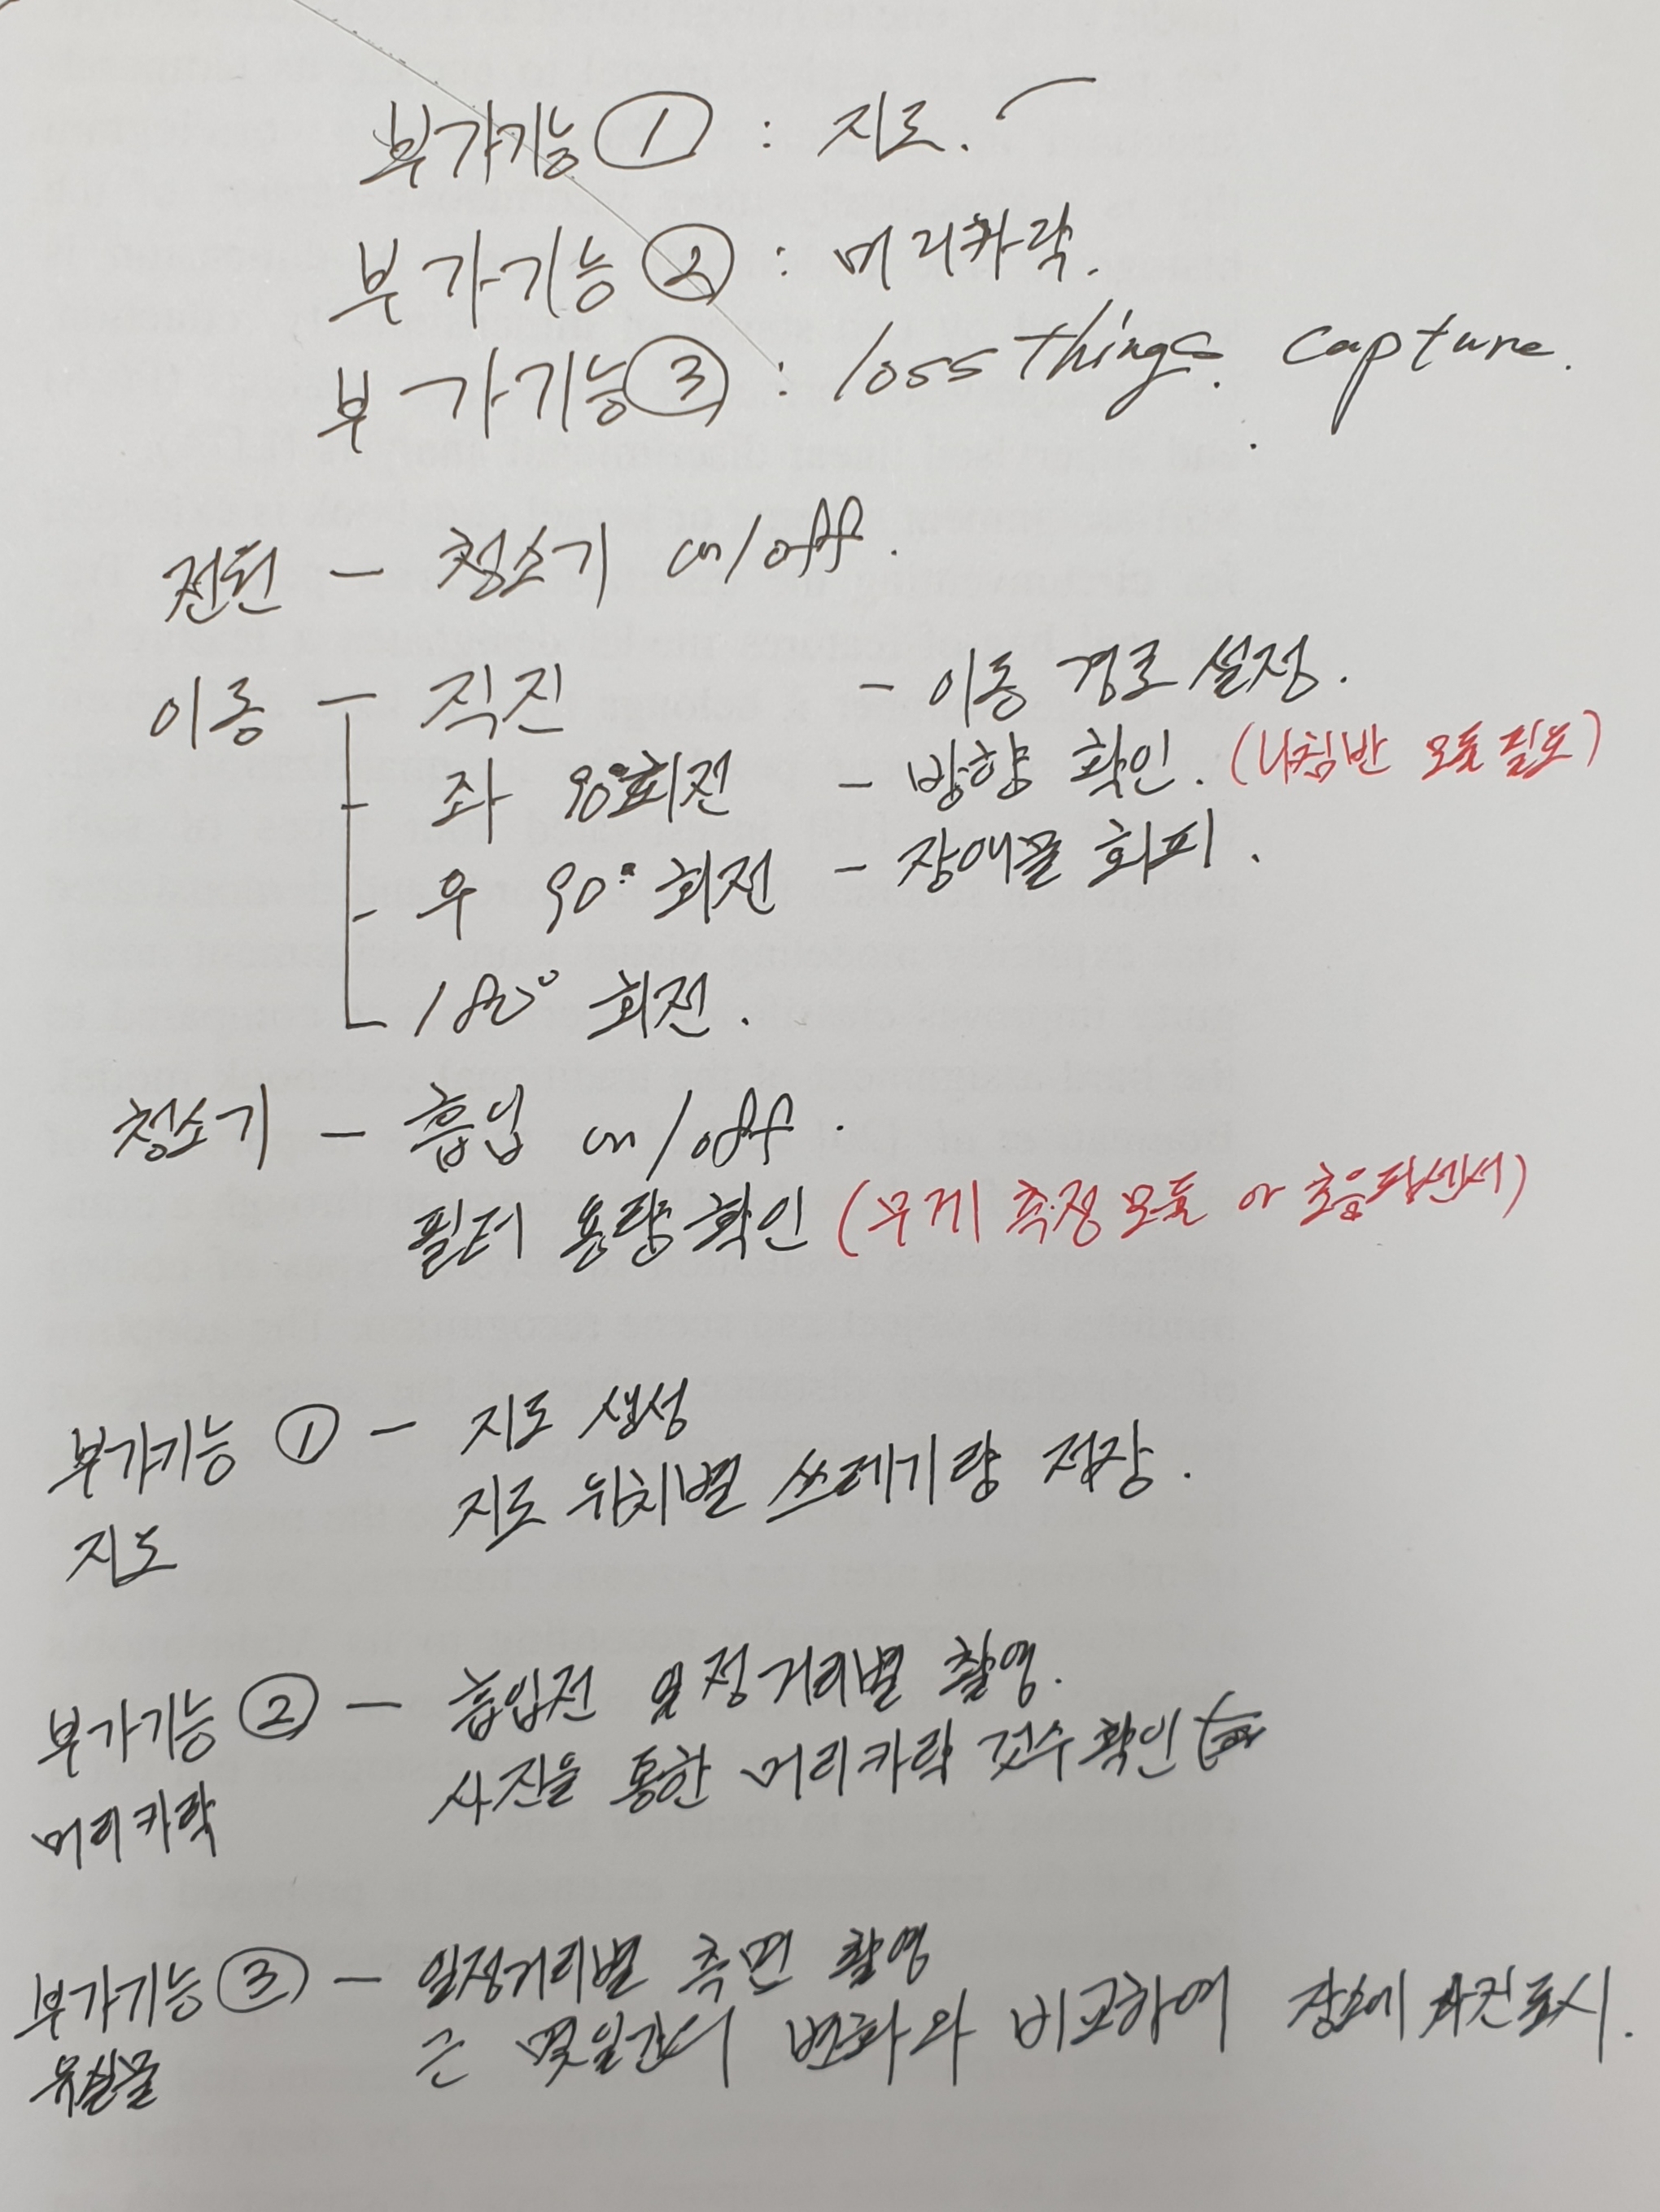 부가기능 ① : 지도.
부가기능 ② : 머리카락.
부가기능 ③ : loss things. capture.
전원 - 청소기 on/off.
이동 - 직진 - 이동 경로 설정.
- 좌 90° 회전 - 방향 확인. (나침반 모듈 필요)
- 우 90° 회전 - 장애물 회피.
180° 회전.
청소기 - 흡입 on/off.
필터 용량 확인 (무게 측정 모듈 or 초음파센서)
부가기능 ① - 지도 생성
지도 위치별 쓰레기량 저장.
지도
부가기능 ② - 흡입전 일정거리별 촬영.
사진을 통한 머리카락 갯수 확인
머리카락
부가기능 ③ - 일정거리별 측면 촬영
근 몇일간의 변화와 비교하여 장소에 사진표시.
유실물